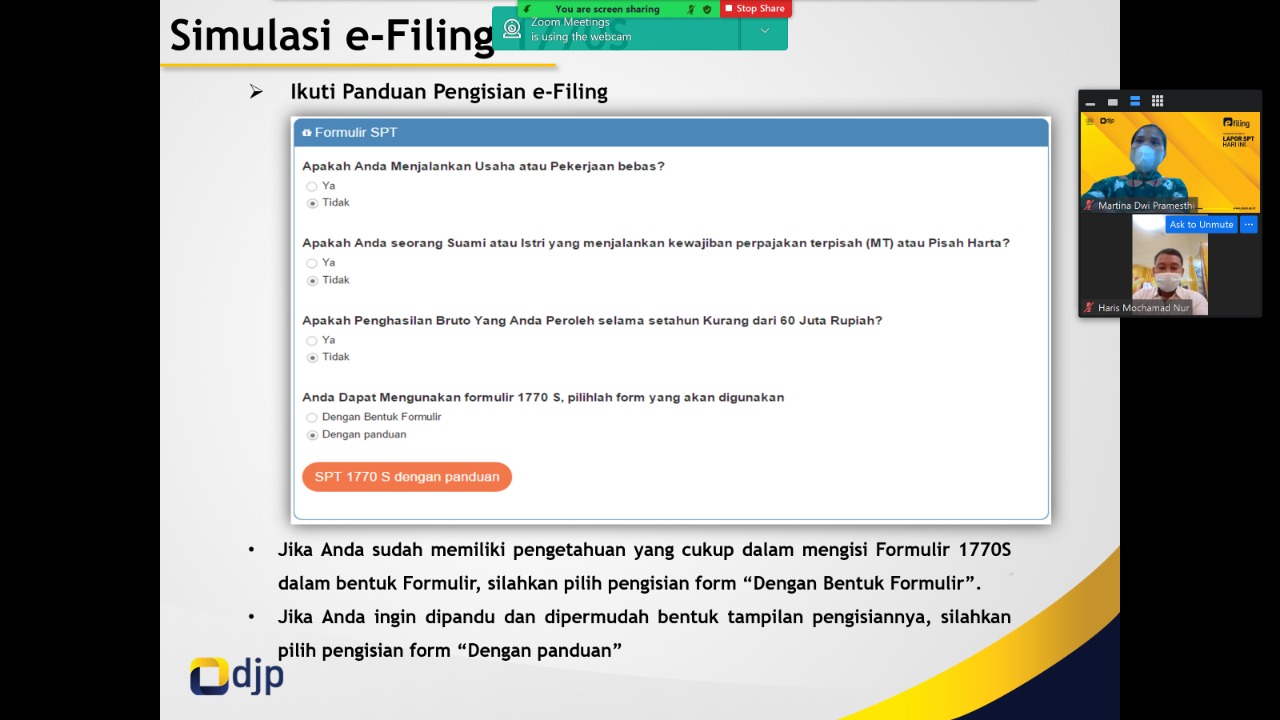 You are screen sharing
Stop Share
Zoom Meetings
is using the webcam
Simulasi e-Filing 1770S
Ikuti Panduan Pengisian e-Filing
Formulir SPT
Apakah Anda Menjalankan Usaha atau Pekerjaan bebas?
Ya
Tidak
Apakah Anda seorang Suami atau Istri yang menjalankan kewajiban perpajakan terpisah (MT) atau Pisah Harta?
Ya
Tidak
Apakah Penghasilan Bruto Yang Anda Peroleh selama setahun Kurang dari 60 Juta Rupiah?
Ya
Tidak
Anda Dapat Mengunakan formulir 1770 S, pilihlah form yang akan digunakan
Dengan Bentuk Formulir
Dengan panduan
SPT 1770 S dengan panduan
• Jika Anda sudah memiliki pengetahuan yang cukup dalam mengisi Formulir 1770S
dalam bentuk Formulir, silahkan pilih pengisian form “Dengan Bentuk Formulir”.
• Jika Anda ingin dipandu dan dipermudah bentuk tampilan pengisiannya, silahkan
pilih pengisian form “Dengan panduan”
djp
djp
efiling
LAPOR SPT
HARI INI
Martina Dwi Pramesthi
Ask to Unmute
Haris Mochamad Nur